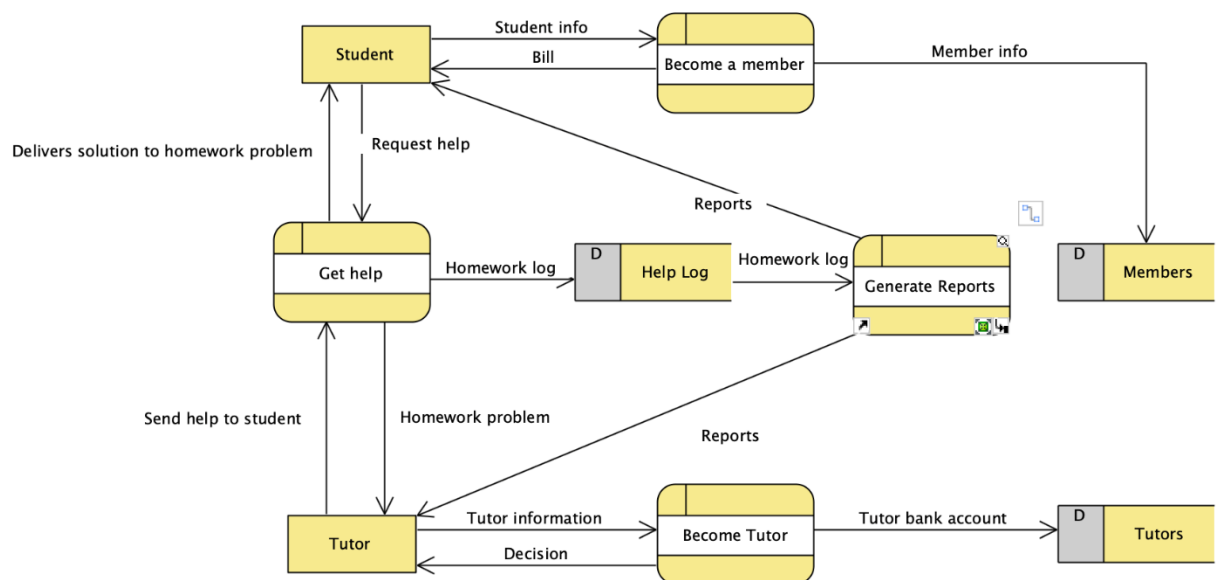 Student info
Student
Bill
Become a member
Member info
Delivers solution to homework problem
Request help
Reports
Get help
Homework log
D
Help Log
Homework log
Generate Reports
D
Members
Send help to student
Homework problem
Reports
Tutor
Tutor information
Decision
Become Tutor
Tutor bank account
D
Tutors